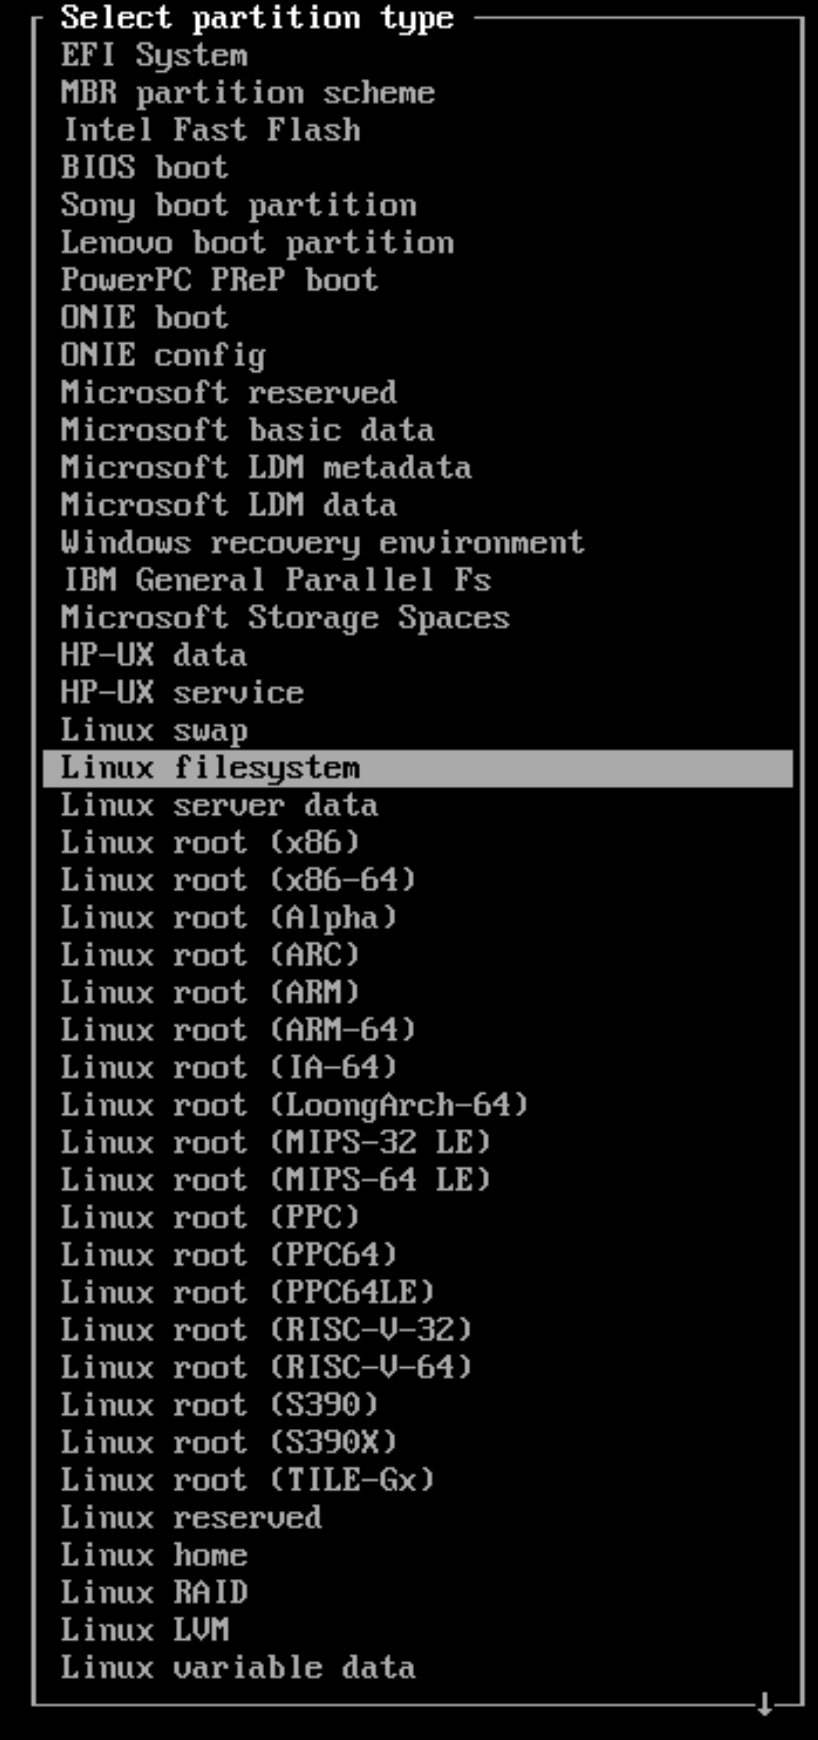 Select partition type
EFI System
MBR partition scheme
Intel Fast Flash
BIOS boot
Sony boot partition
Lenovo boot partition
PowerPC PReP boot
ONIE boot
ONIE config
Microsoft reserved
Microsoft basic data
Microsoft LDM metadata
Microsoft LDM data
Windows recovery environment
IBM General Parallel Fs
Microsoft Storage Spaces
HP-UX data
HP-UX service
Linux swap
Linux filesystem
Linux server data
Linux root (x86)
Linux root (x86-64)
Linux root (Alpha)
Linux root (ARC)
Linux root (ARM)
Linux root (ARM-64)
Linux root (IA-64)
Linux root (LoongArch-64)
Linux root (MIPS-32 LE)
Linux root (MIPS-64 LE)
Linux root (PPC)
Linux root (PPC64)
Linux root (PPC64LE)
Linux root (RISC-V-32)
Linux root (RISC-V-64)
Linux root (S390)
Linux root (S390X)
Linux root (TILE-Gx)
Linux reserved
Linux home
Linux RAID
Linux LVM
Linux variable data